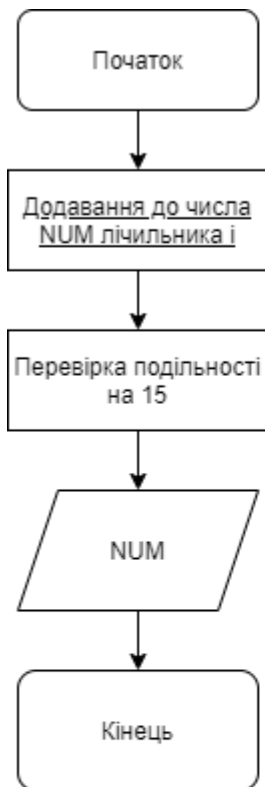 Початок
Додавання до числа
NUM лічильника і
Перевірка подільності
на 15
NUM
Кінець